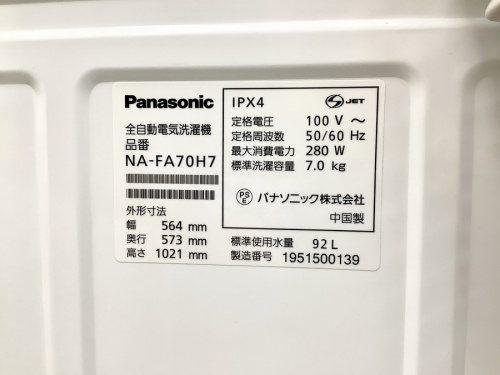 Panasonic
全自動電気洗濯機
品番
NA-FA70H7
外形寸法
幅 564 mm
奥行 573 mm
高さ 1021 mm
IPX4 S JET
定格電圧 100 V ～
定格周波数 50/60 Hz
最大消費電力 280 W
標準洗濯容量 7.0 kg
PS E パナソニック株式会社
中国製
標準使用水量 92 L
製造番号 1951500139